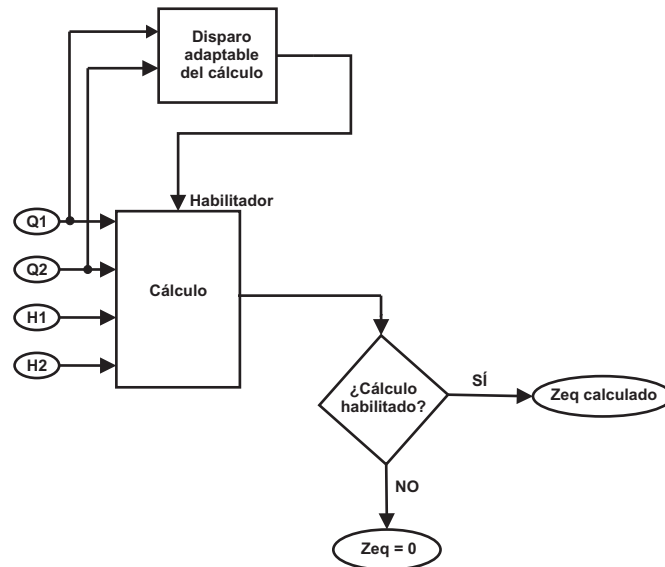 Disparo
adaptable
del cálculo
Habilitador
Q1
Q2
H1
H2
Cálculo
¿Cálculo
habilitado?
SÍ
Zeq calculado
NO
Zeq = 0